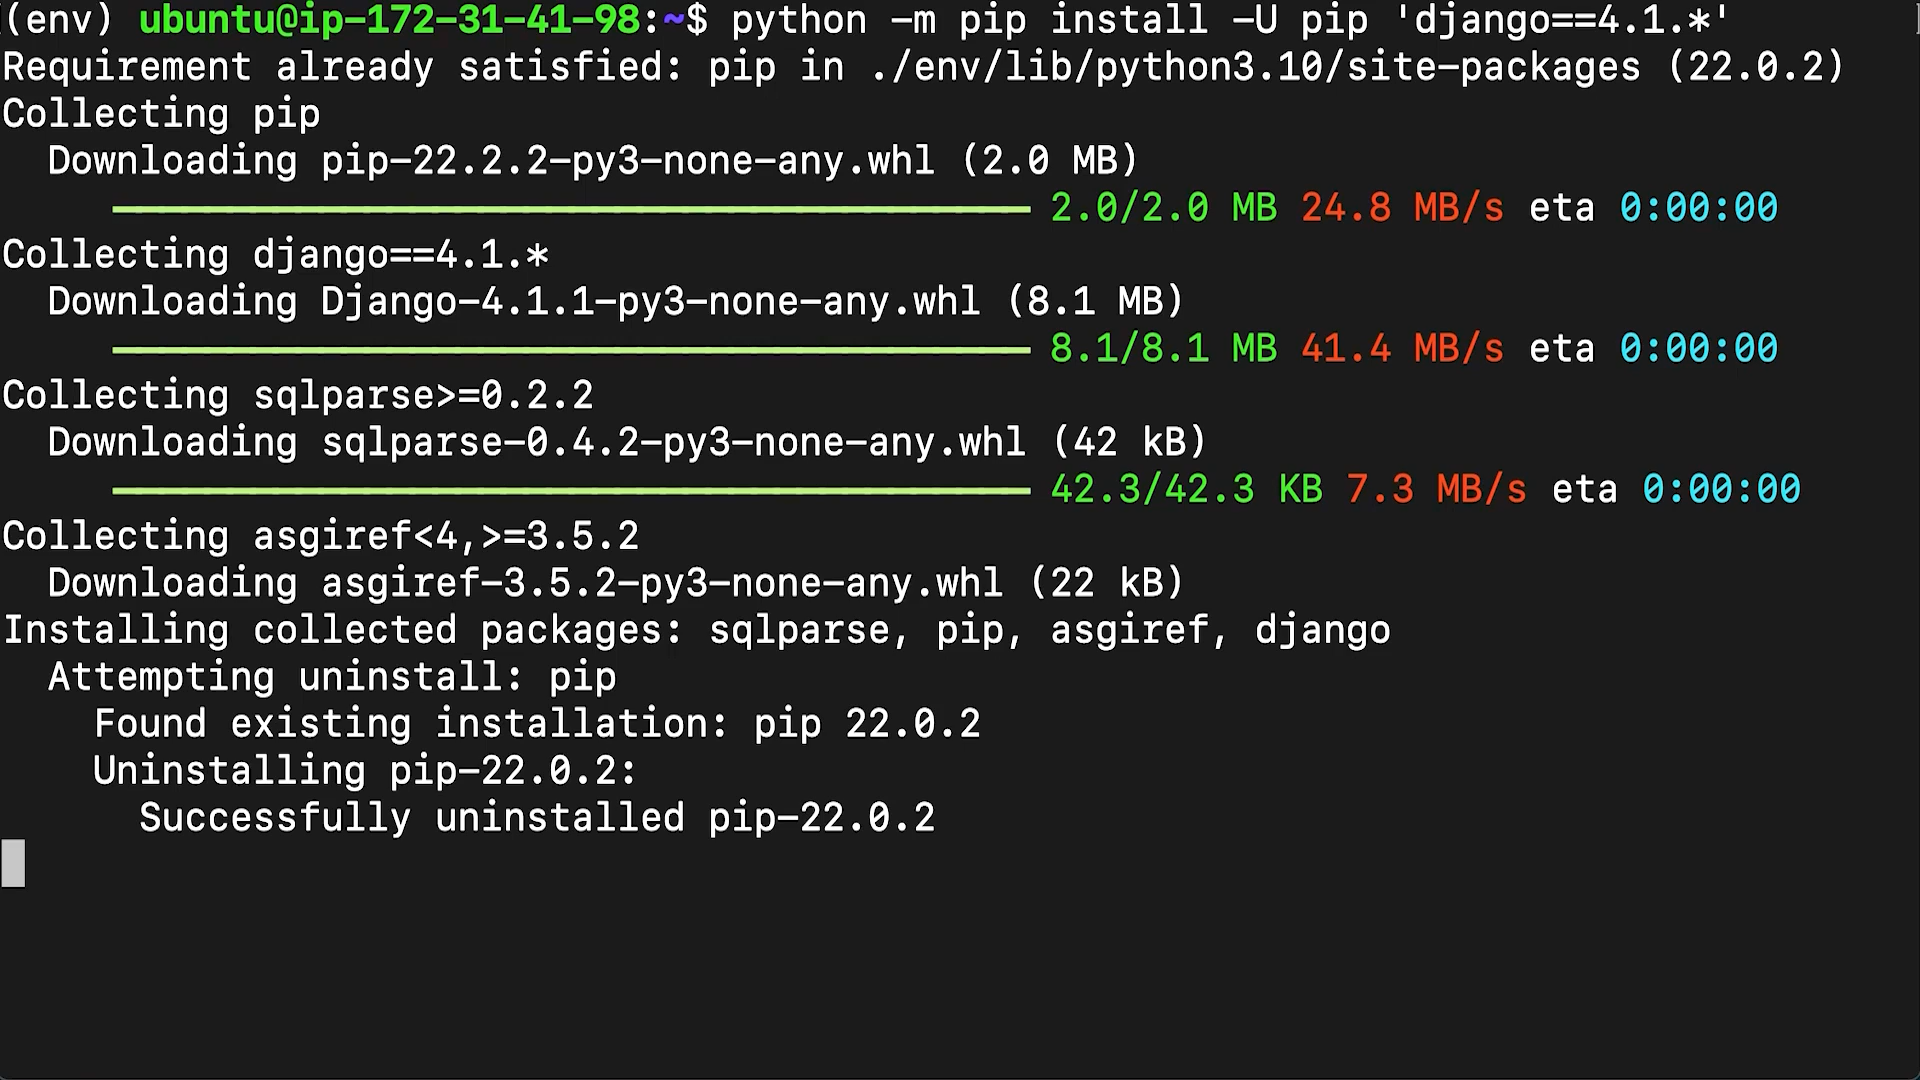 (env) ubuntu@ip-172-31-41-98:~$ python -m pip install -U pip 'django==4.1.*'
Requirement already satisfied: pip in ./env/lib/python3.10/site-packages (22.0.2)
Collecting pip
Downloading pip-22.2.2-py3-none-any.whl (2.0 MB)
2.0/2.0 MB 24.8 MB/s eta 0:00:00
Collecting django==4.1.*
Downloading Django-4.1.1-py3-none-any.whl (8.1 MB)
8.1/8.1 MB 41.4 MB/s eta 0:00:00
Collecting sqlparse>=0.2.2
Downloading sqlparse-0.4.2-py3-none-any.whl (42 kB)
42.3/42.3 KB 7.3 MB/s eta 0:00:00
Collecting asgiref<4,>=3.5.2
Downloading asgiref-3.5.2-py3-none-any.whl (22 kB)
Installing collected packages: sqlparse, pip, asgiref, django
Attempting uninstall: pip
Found existing installation: pip 22.0.2
Uninstalling pip-22.0.2:
Successfully uninstalled pip-22.0.2